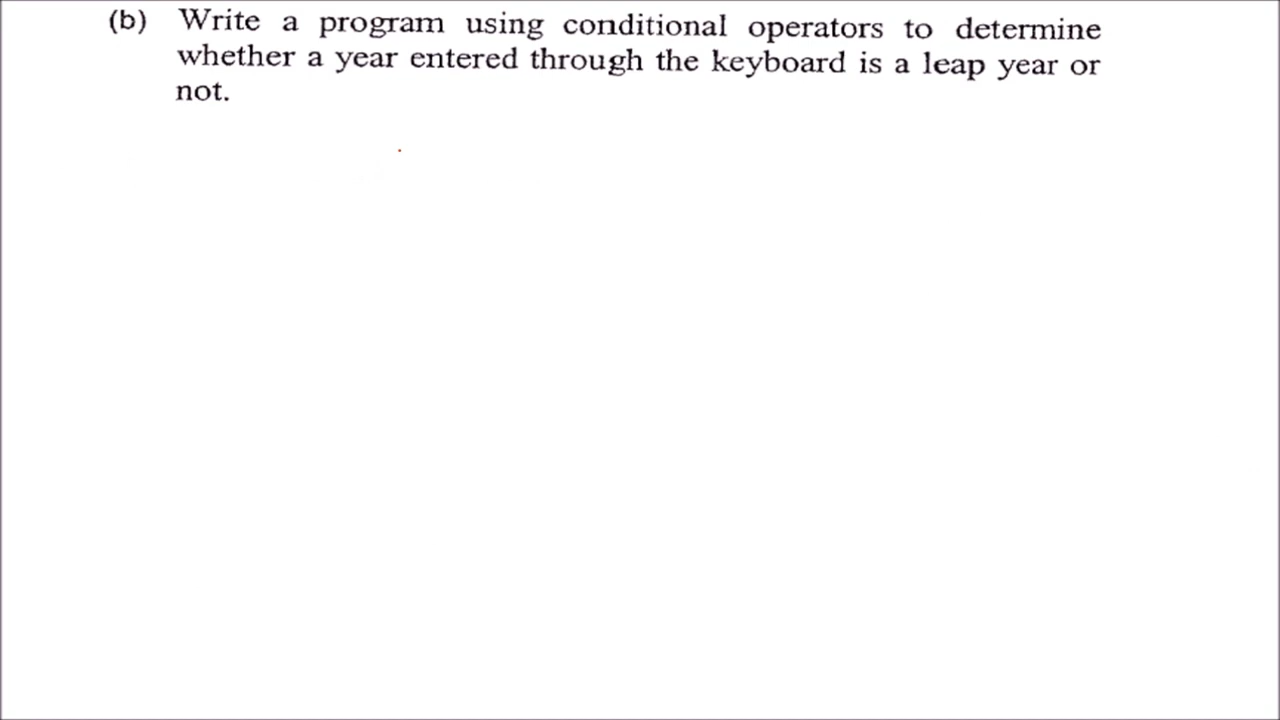 (b) Write a program using conditional operators to determine
whether a year entered through the keyboard is a leap year or
not.